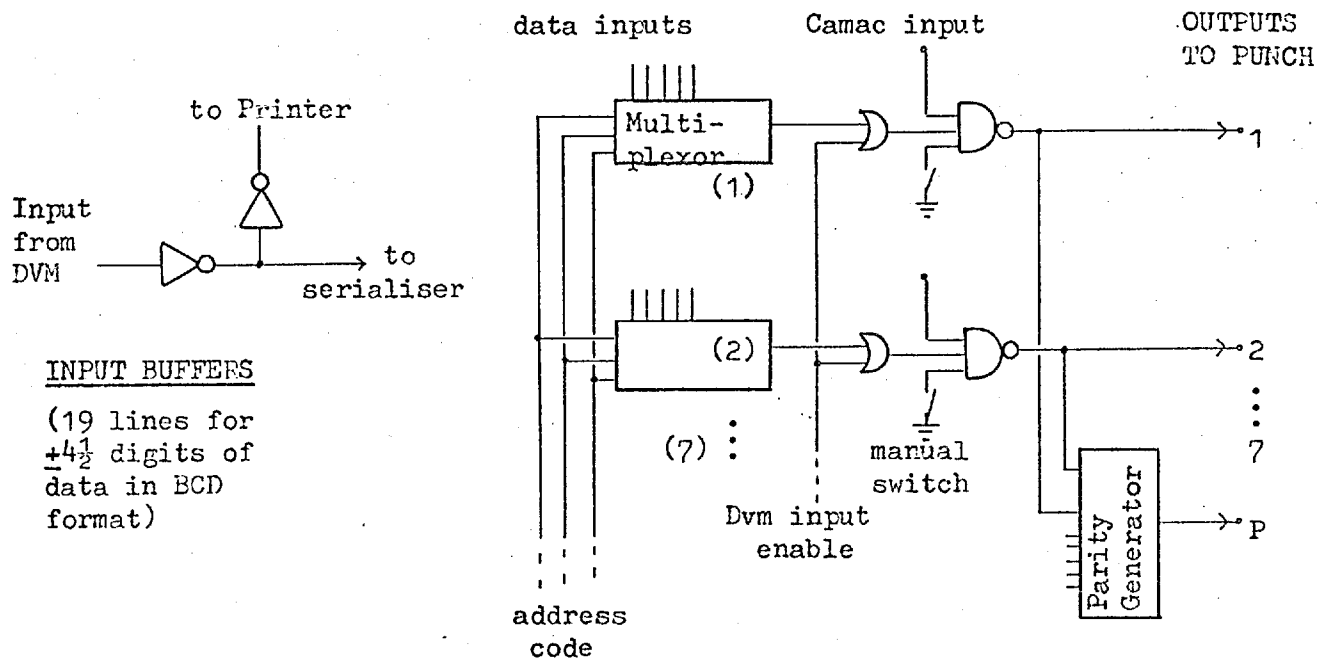 data inputs
Camac input
OUTPUTS
TO PUNCH
to Printer
Multi-
plexor
(1)
1
Input
from
DVM
to
serialiser
(2)
2
INPUT BUFFERS
(19 lines for
±4½ digits of
data in BCD
format)
(7)
manual
switch
7
Dvm input
enable
Parity
Generator
P
address
code